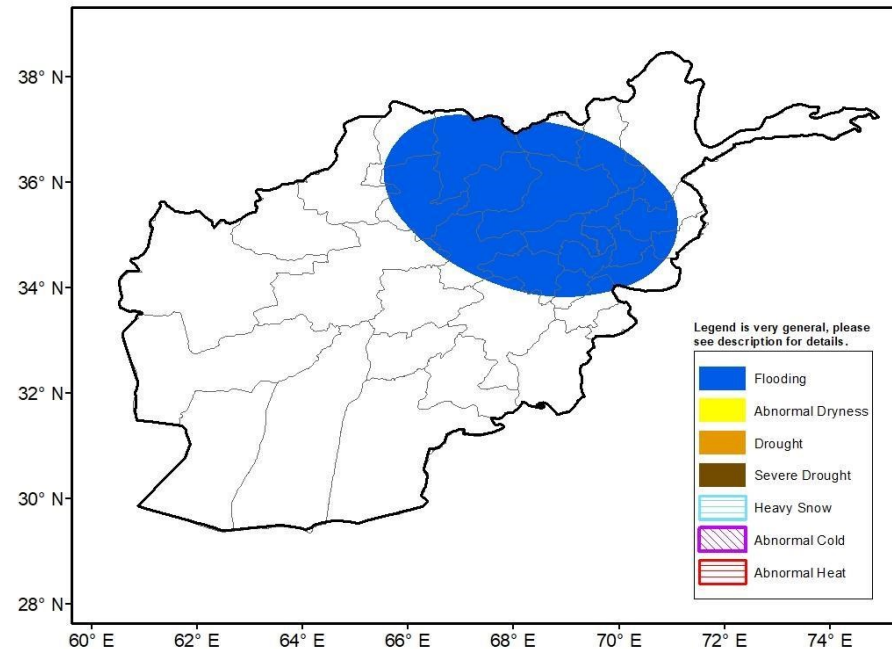 38° N
36° N
34° N
32° N
30° N
28° N
60° E
62° E
64° E
66° E
68° E
70° E
72° E
74° E
Legend is very general, please
see description for details.
Flooding
Abnormal Dryness
Drought
Severe Drought
Heavy Snow
Abnormal Cold
Abnormal Heat